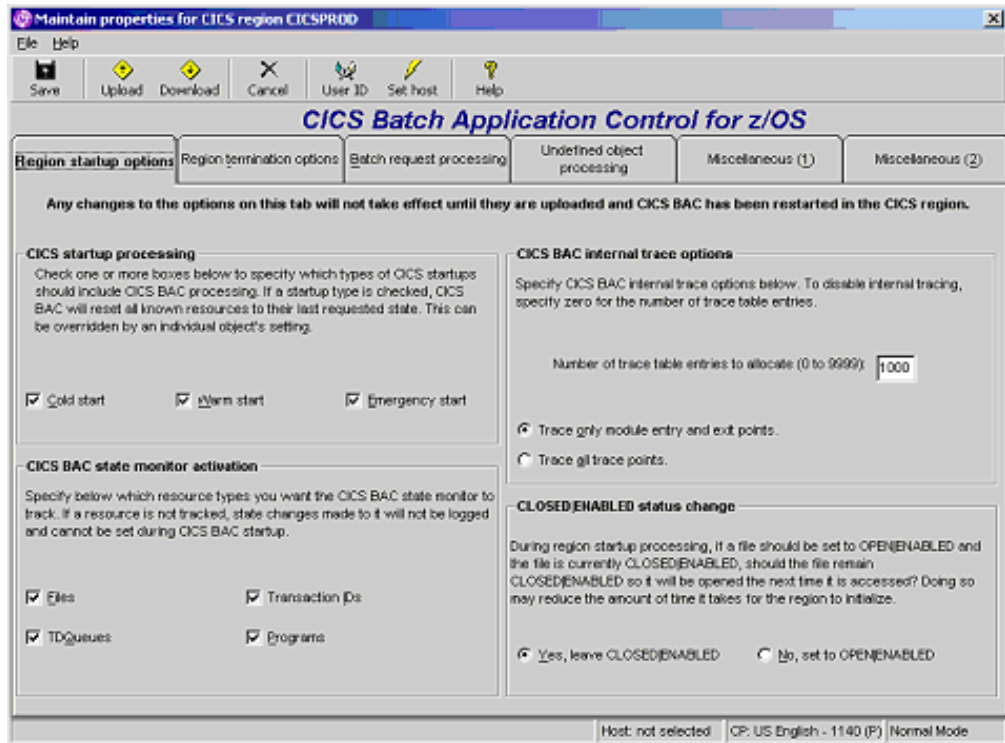 Maintain properties for CICS region CICSPROD
File Help
Save Upload Download Cancel User ID Set host Help
CICS Batch Application Control for z/OS
Region startup options Region termination options Batch request processing Undefined object processing Miscellaneous (1) Miscellaneous (2)
Any changes to the options on this tab will not take effect until they are uploaded and CICS BAC has been restarted in the CICS region.
CICS startup processing
Check one or more boxes below to specify which types of CICS startups
should include CICS BAC processing. If a startup type is checked, CICS
BAC will reset all known resources to their last requested state. This can
be overridden by an individual object's setting.
Cold start Warm start Emergency start
CICS BAC state monitor activation
Specify below which resource types you want the CICS BAC state monitor to
track. If a resource is not tracked, state changes made to it will not be logged
and cannot be set during CICS BAC startup.
Files Transaction IDs
TDQueues Programs
CICS BAC internal trace options
Specify CICS BAC internal trace options below. To disable internal tracing,
specify zero for the number of trace table entries.
Number of trace table entries to allocate (0 to 9999): 1000
Trace only module entry and exit points.
Trace all trace points.
CLOSED|ENABLED status change
During region startup processing, if a file should be set to OPEN|ENABLED and
the file is currently CLOSED|ENABLED, should the file remain
CLOSED|ENABLED so it will be opened the next time it is accessed? Doing so
may reduce the amount of time it takes for the region to initialize.
Yes, leave CLOSED|ENABLED No, set to OPEN|ENABLED
Host: not selected CP: US English - 1140 (P) Normal Mode